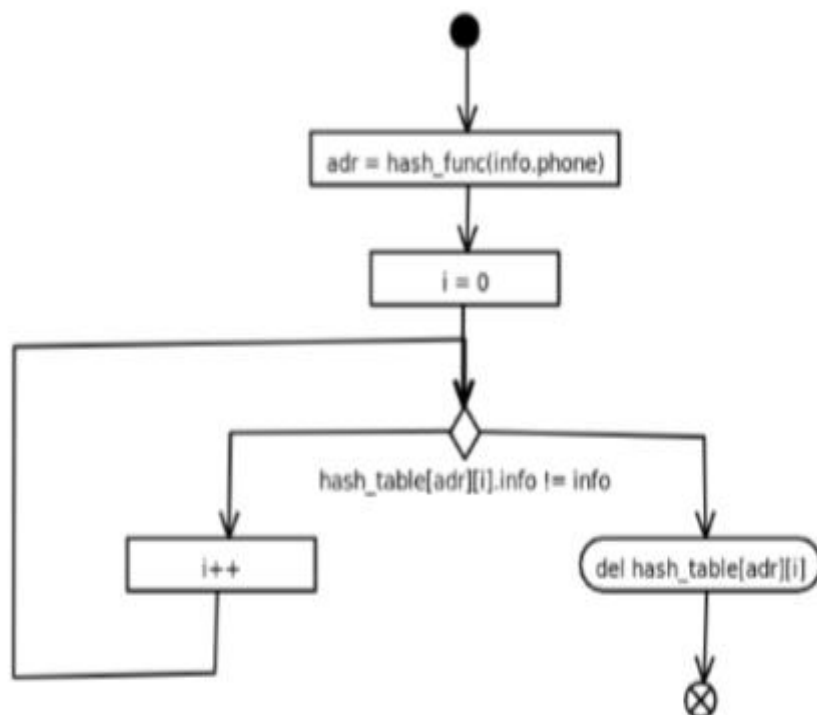 adr = hash_func(info.phone)
i = 0
hash_table[adr][i].info != info
i++
del hash_table[adr][i]